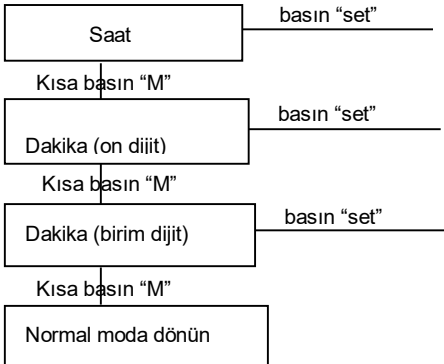 basın “set”
Saat
Kısa basın “M”
basın “set”
Dakika (on dijit)
Kısa basın “M”
basın “set”
Dakika (birim dijit)
Kısa basın “M”
Normal moda dönün